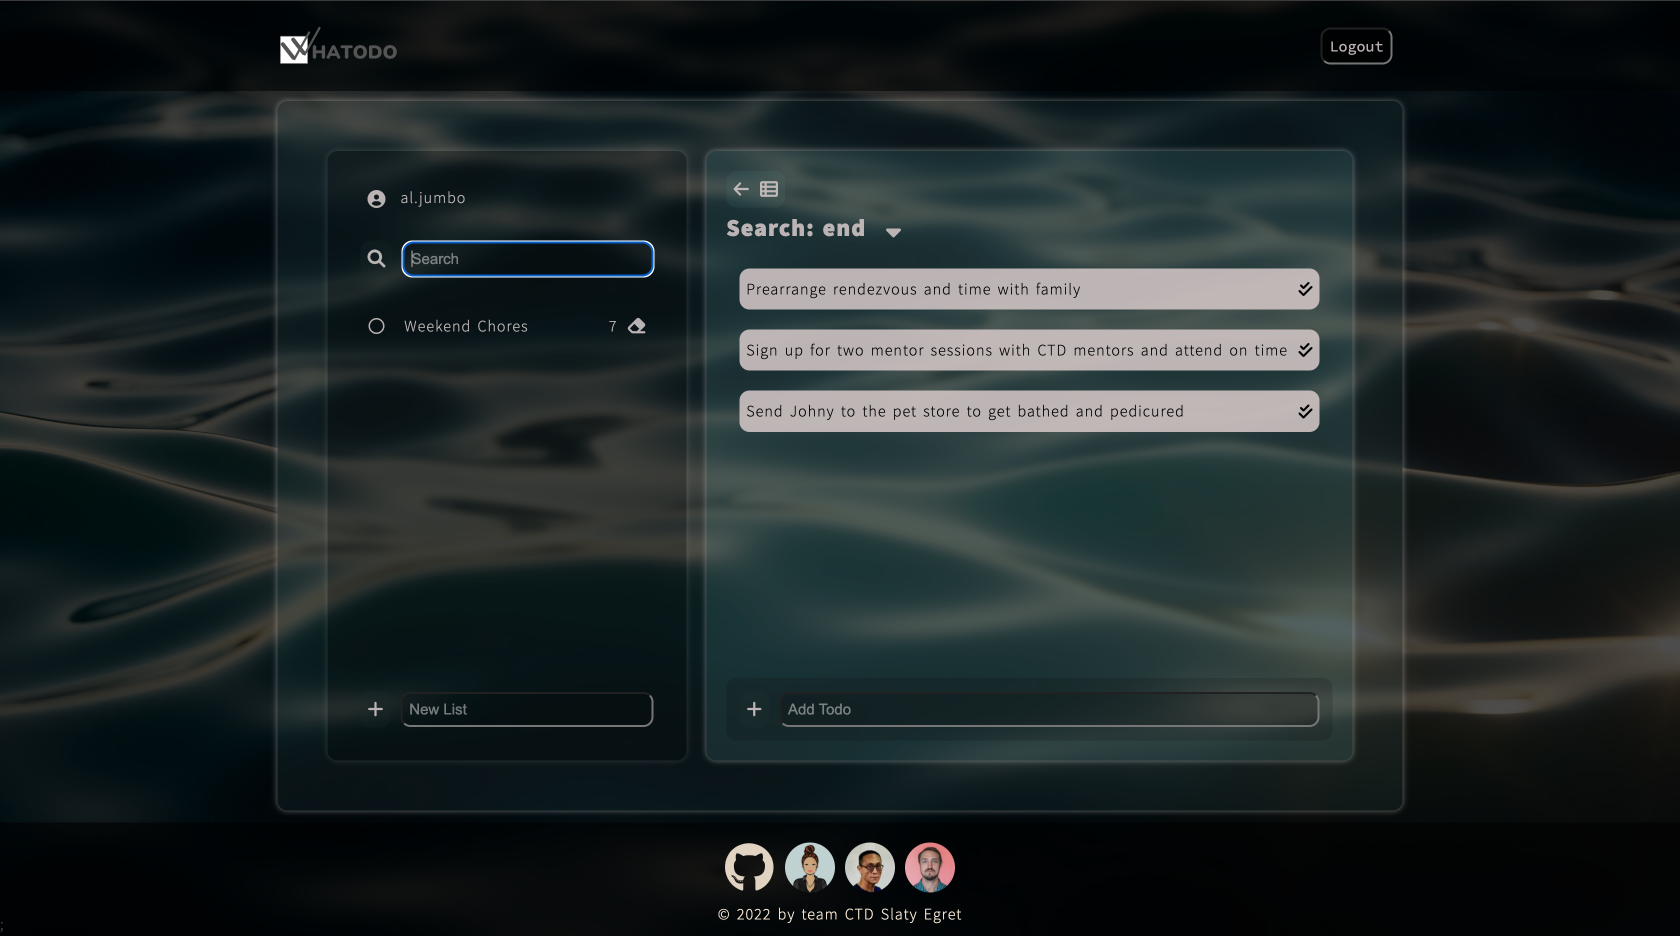 WHATODO
Logout
al.jumbo
Search
Weekend Chores 7
New List
Search: end
Prearrange rendezvous and time with family
Sign up for two mentor sessions with CTD mentors and attend on time
Send Johny to the pet store to get bathed and pedicured
Add Todo
© 2022 by team CTD Slaty Egret
;